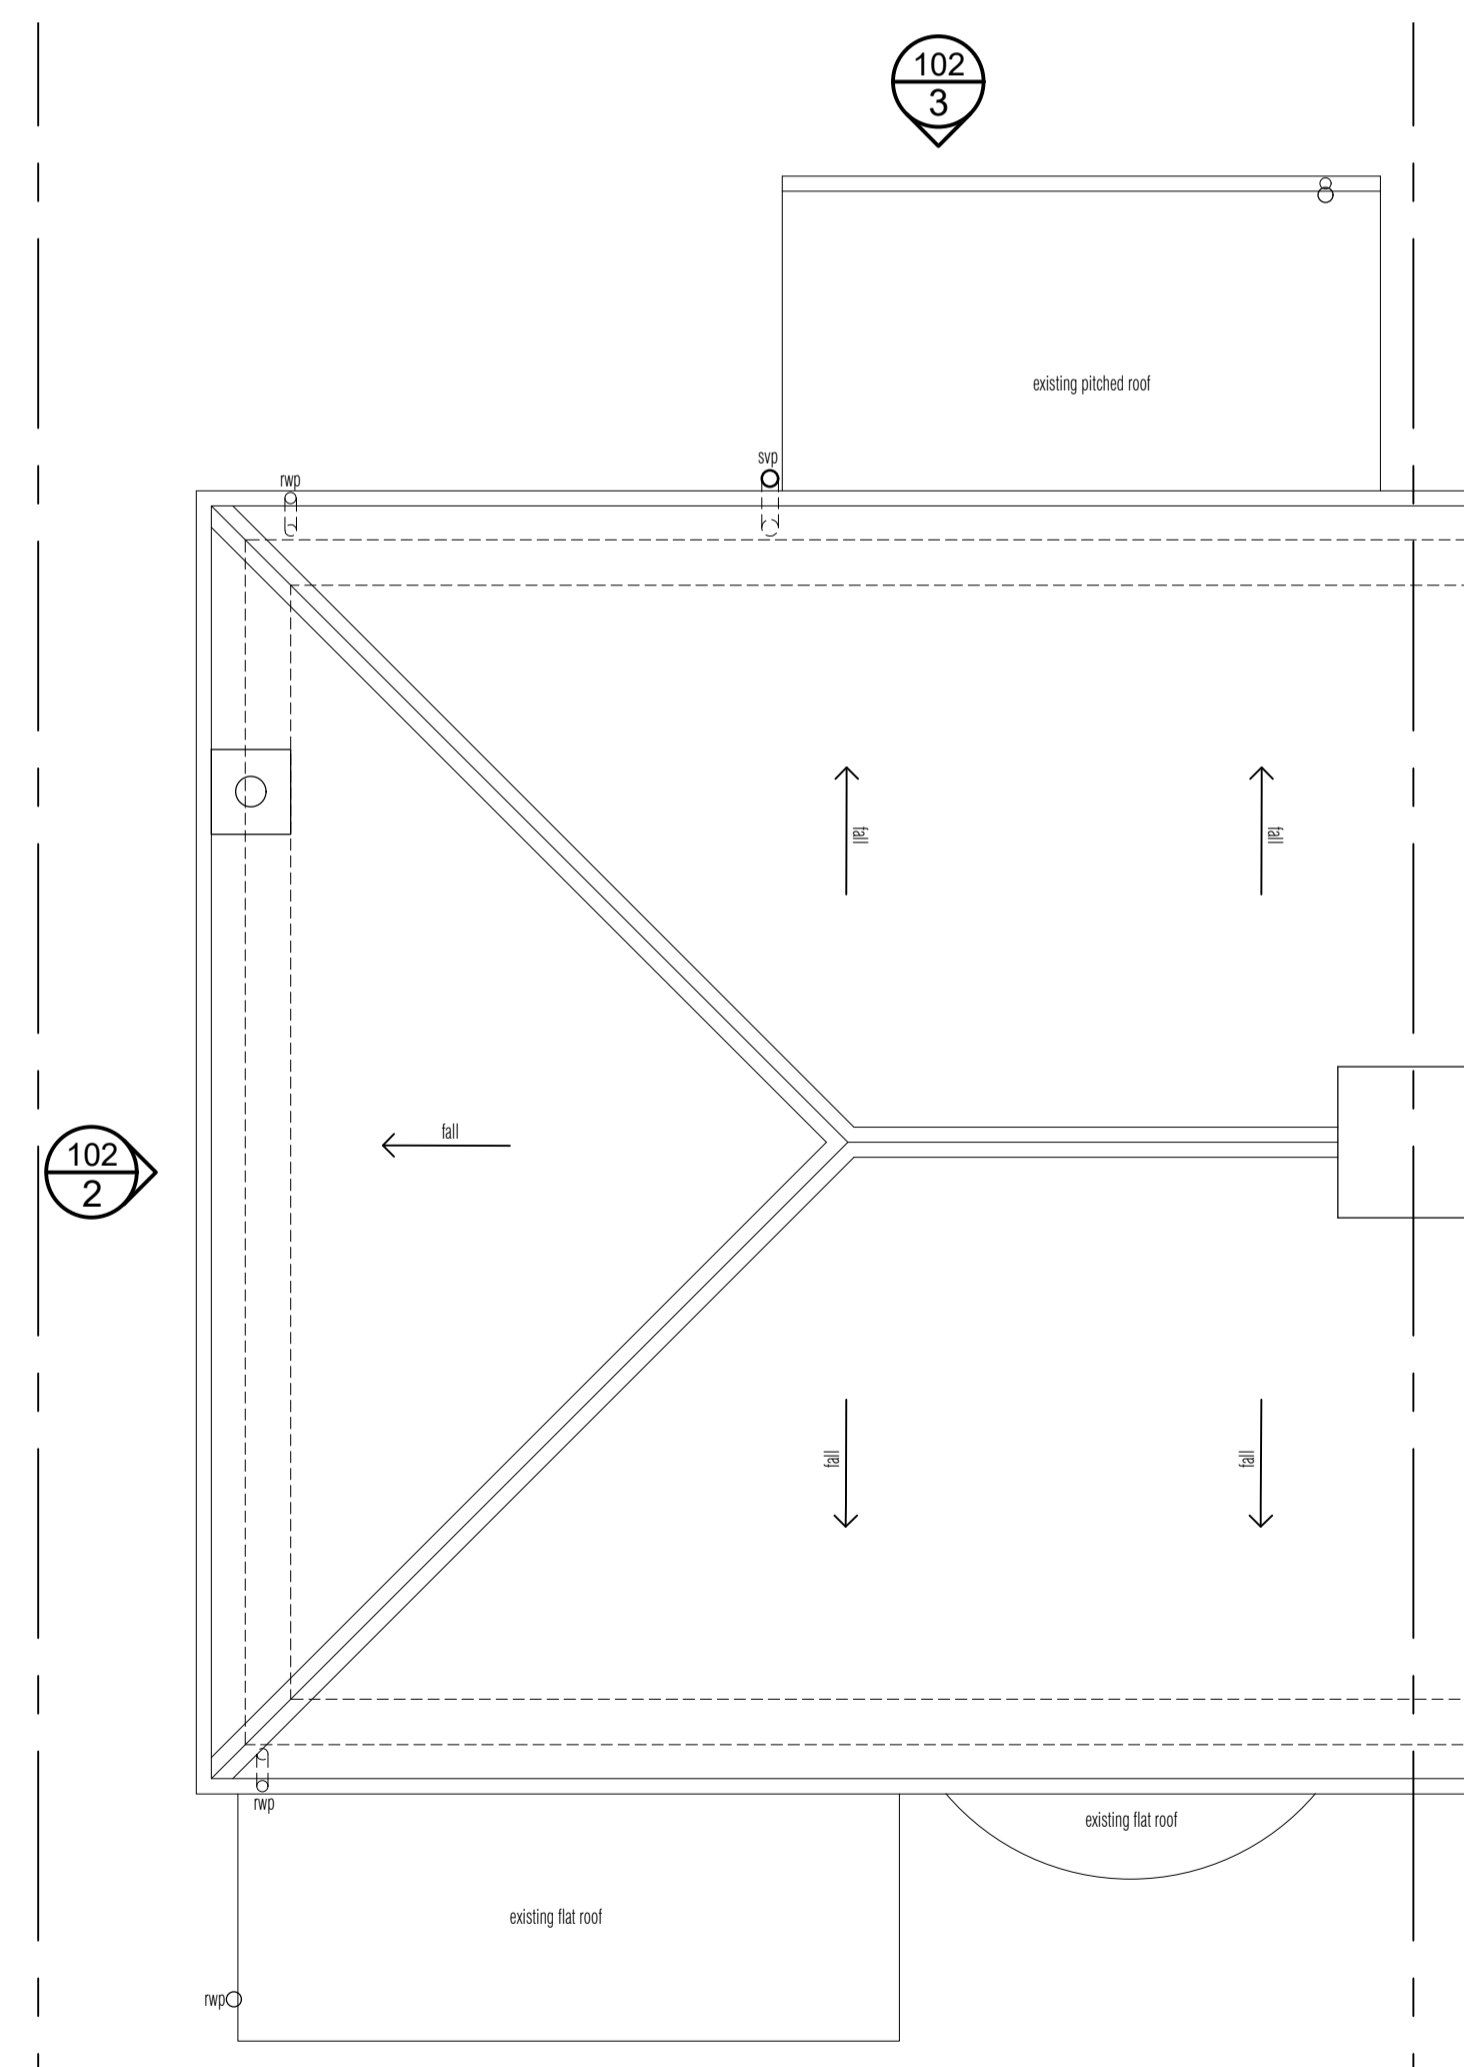 102
3
existing pitched roof
svp
rwp
fall
fall
fall
102
2
fall
fall
rwp
existing flat roof
existing flat roof
rwp